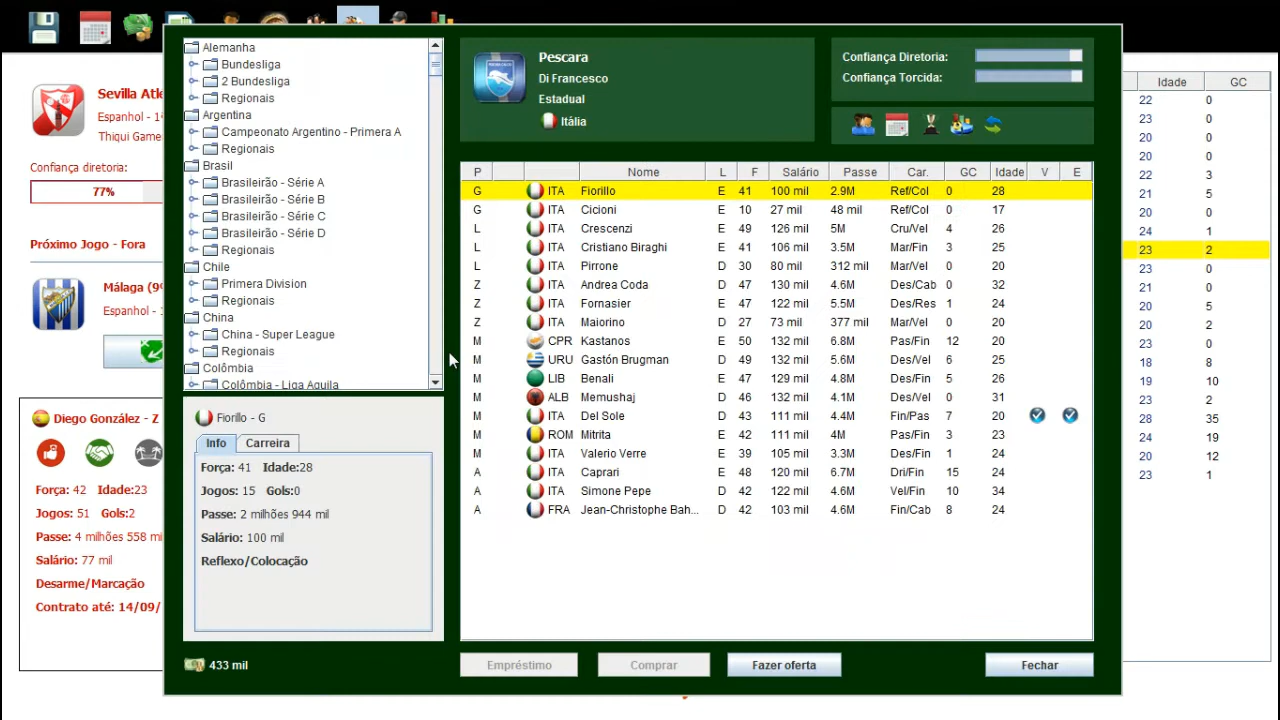 Sevilla Atle
Espanhol - 1ª
Thiqui Game
Confiança diretoria:
77%
Próximo Jogo - Fora
Málaga (9º
Espanhol - 1
Diego González - Z
Força: 42 Idade:23
Jogos: 51 Gols:2
Passe: 4 milhões 558 mi
Salário: 77 mil
Desarme/Marcação
Contrato até: 14/09/
Alemanha
Bundesliga
2 Bundesliga
Regionais
Argentina
Campeonato Argentino - Primera A
Regionais
Brasil
Brasileirão - Série A
Brasileirão - Série B
Brasileirão - Série C
Brasileirão - Série D
Regionais
Chile
Primera Division
Regionais
China
China - Super League
Regionais
Colômbia
Colômbia - Liga Aguila
Fiorillo - G
Info Carreira
Força: 41 Idade:28
Jogos: 15 Gols:0
Passe: 2 milhões 944 mil
Salário: 100 mil
Reflexo/Colocação
433 mil
Pescara
Di Francesco
Estadual
Itália
Confiança Diretoria:
Confiança Torcida:
P Nome L F Salário Passe Car. GC Idade V E
G ITA Fiorillo E 41 100 mil 2.9M Ref/Col 0 28
G ITA Cicioni E 10 27 mil 48 mil Ref/Col 0 17
L ITA Crescenzi E 49 126 mil 5M Cru/Vel 4 26
L ITA Cristiano Biraghi E 41 106 mil 3.5M Mar/Fin 3 25
L ITA Pirrone D 30 80 mil 312 mil Mar/Vel 0 20
Z ITA Andrea Coda D 47 130 mil 4.6M Des/Cab 0 32
Z ITA Fornasier E 47 122 mil 5.5M Des/Res 1 24
Z ITA Maiorino D 27 73 mil 377 mil Mar/Vel 0 20
M CPR Kastanos E 50 132 mil 6.8M Pas/Fin 12 20
M URU Gastón Brugman D 49 132 mil 5.6M Des/Vel 6 25
M LIB Benali E 47 129 mil 4.8M Des/Fin 5 26
M ALB Memushaj D 46 132 mil 4.1M Des/Vel 0 31
M ITA Del Sole D 35 111 mil 4.4M Fin/Pas 7 20
M ROM Mitrita E 42 111 mil 4M Pas/Fin 3 23
M ITA Valerio Verre E 39 105 mil 3.3M Des/Fin 1 24
A ITA Caprari E 48 120 mil 6.7M Dri/Fin 15 24
A ITA Simone Pepe D 42 122 mil 4.6M Vel/Fin 10 34
A FRA Jean-Christophe Bah... D 42 103 mil 4.6M Fin/Cab 8 24
Empréstimo Comprar Fazer oferta Fechar
Idade GC
22 0
23 0
20 0
20 0
22 3
21 5
20 0
24 1
23 2
23 0
21 0
20 5
20 2
23 0
18 8
19 10
23 2
28 35
24 19
20 12
23 1